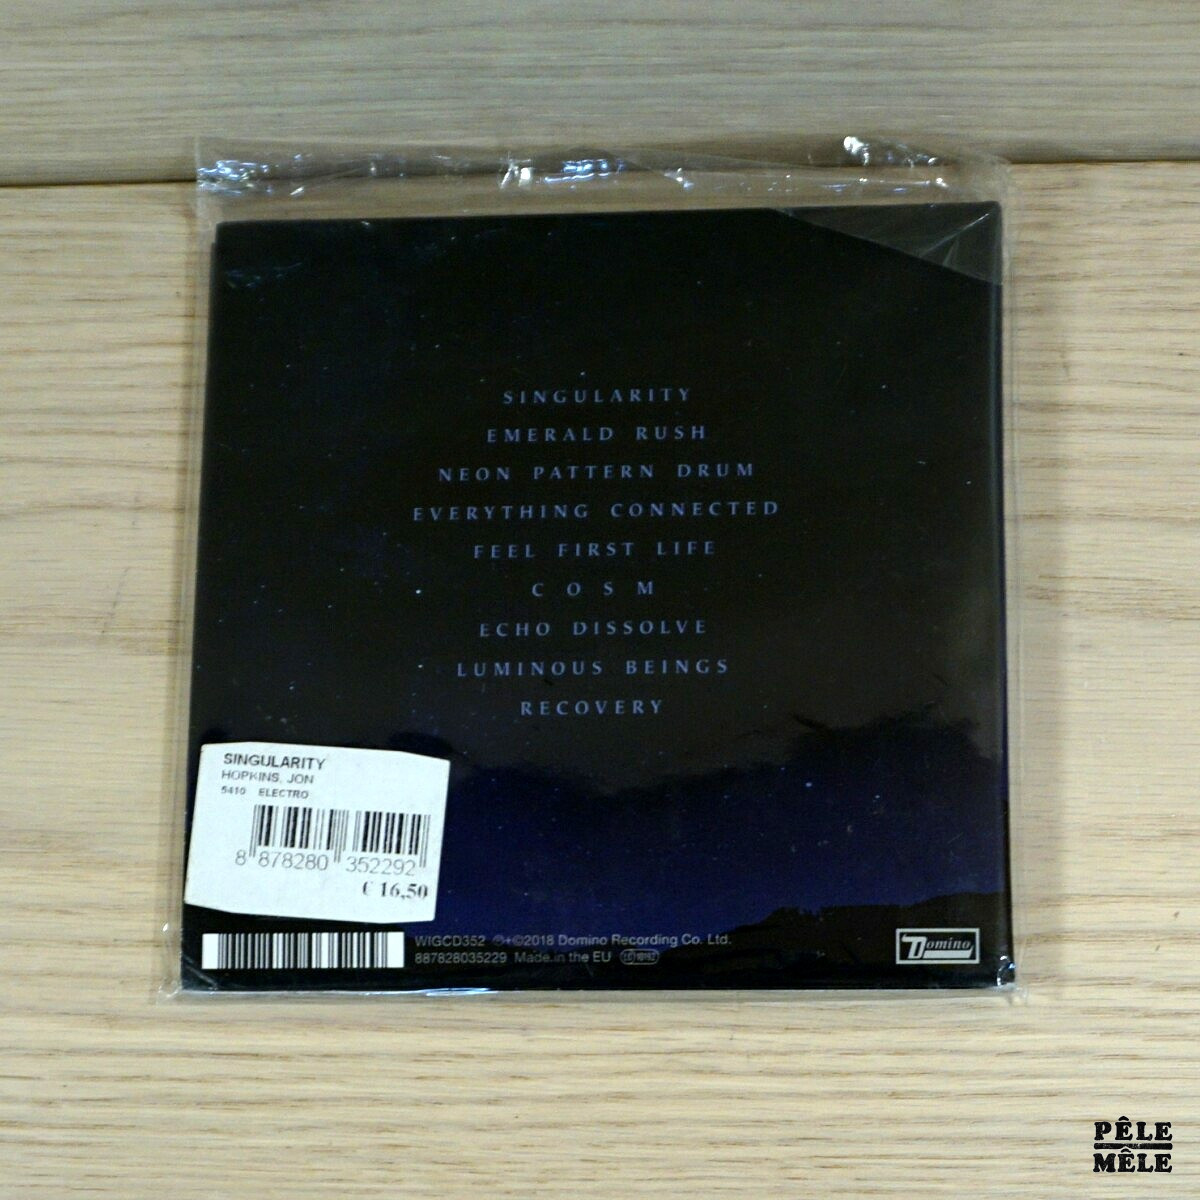 SINGULARITY
EMERALD RUSH
NEON PATTERN DRUM
EVERYTHING CONNECTED
FEEL FIRST LIFE
C O S M
ECHO DISSOLVE
LUMINOUS BEINGS
RECOVERY
SINGULARITY
HOPKINS, JON
5410 ELECTRO
8 878280 352292
€ 16,50
WIGCD352 ℗+©2018 Domino Recording Co. Ltd.
887828035229 Made in the EU
Domino
PÊLE
MÊLE